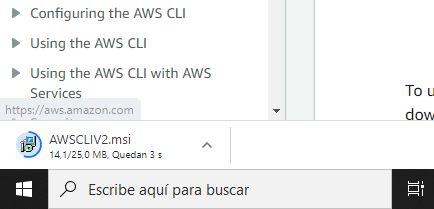 Configuring the AWS CLI
Using the AWS CLI
Using the AWS CLI with AWS
Services
https://aws.amazon.com
To u
dow
AWSCLIV2.msi
14,1/25,0 MB, Quedan 3 s
Escribe aquí para buscar